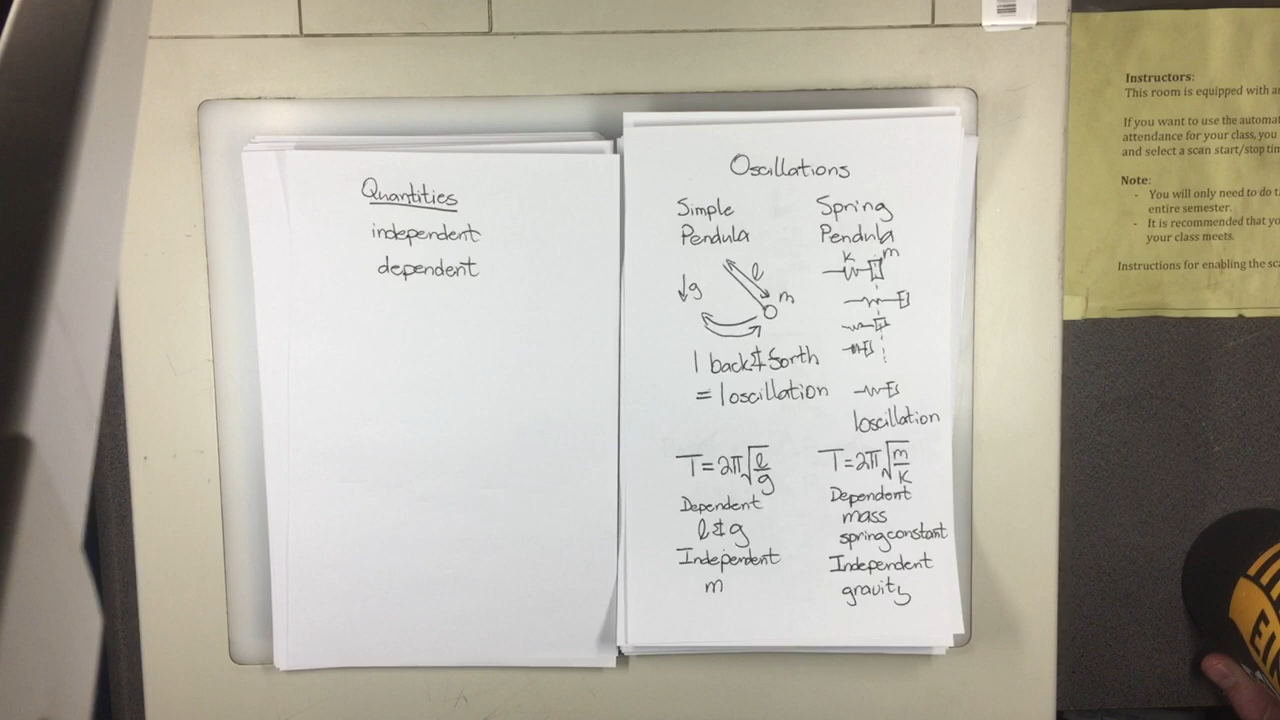 Quantities
independent
dependent
Oscillations
Simple
Pendula
l
↓g
m
1 back & forth
= 1 oscillation
T=2π√(l/g)
Dependent
l & g
Independent
m
Spring
Pendula
k
m
1 oscillation
T=2π√(m/k)
Dependent
mass
spring constant
Independent
gravity
Instructors:
This room is equipped with an
If you want to use the automat
attendance for your class, you
and select a scan start/stop tim
Note:
- You will only need to do t
entire semester.
- It is recommended that yo
your class meets.
Instructions for enabling the sca